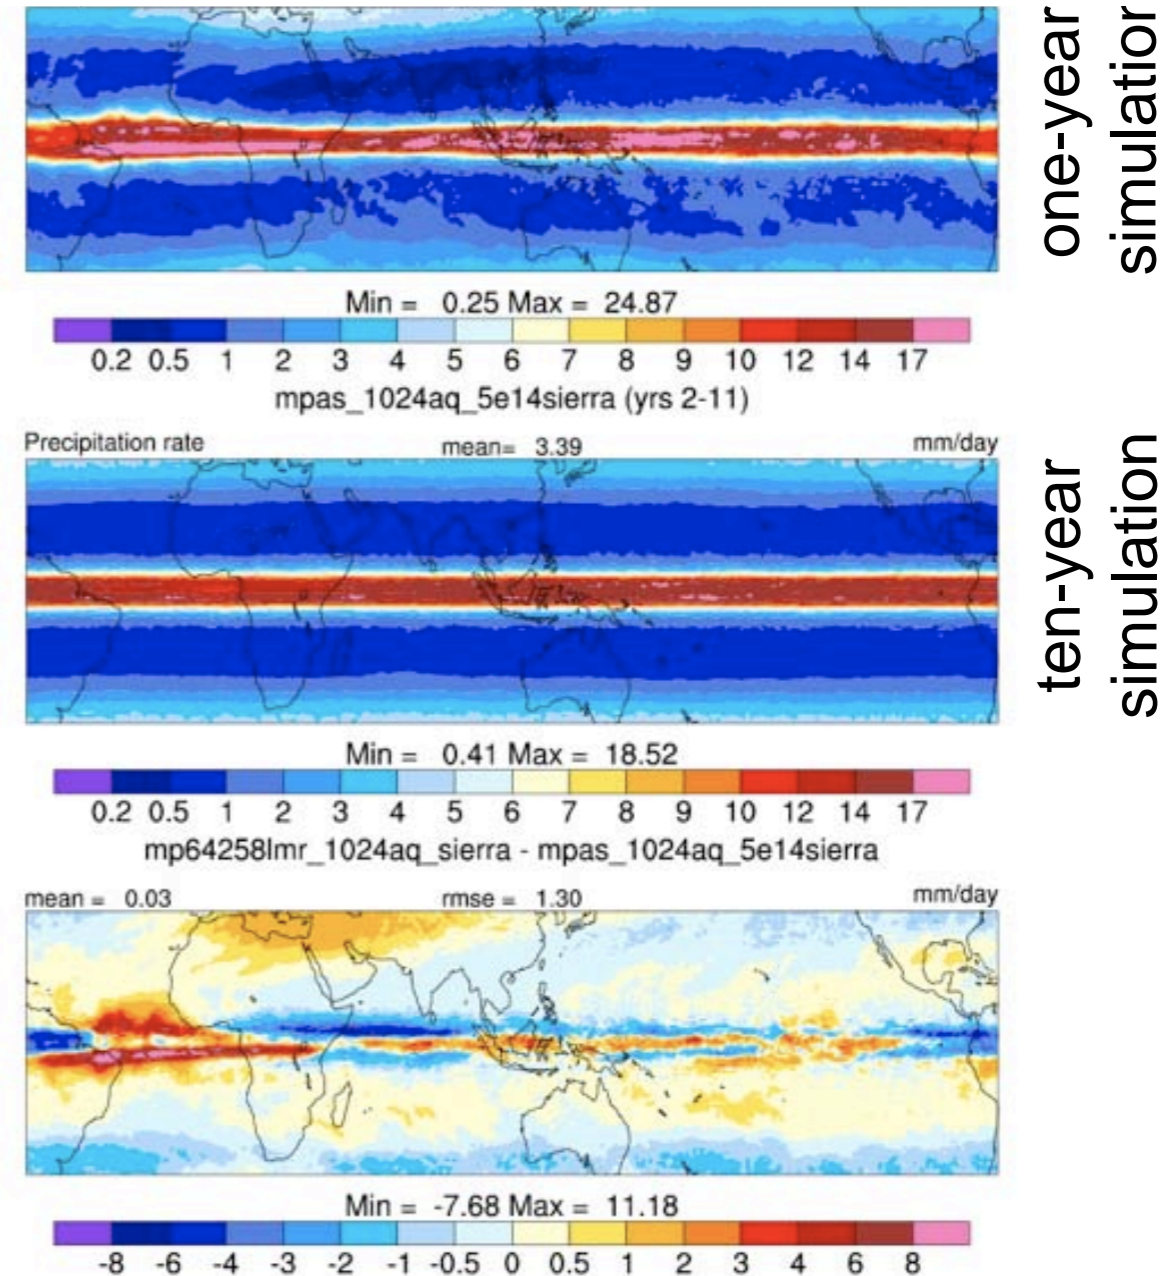 one-year
simulation
Min = 0.25 Max = 24.87
0.2 0.5 1 2 3 4 5 6 7 8 9 10 12 14 17
mpas_1024aq_5e14sierra (yrs 2-11)
Precipitation rate mean= 3.39 mm/day
ten-year
simulation
Min = 0.41 Max = 18.52
0.2 0.5 1 2 3 4 5 6 7 8 9 10 12 14 17
mp64258lmr_1024aq_sierra - mpas_1024aq_5e14sierra
mean = 0.03 rmse = 1.30 mm/day
Min = -7.68 Max = 11.18
-8 -6 -4 -3 -2 -1 -0.5 0 0.5 1 2 3 4 6 8